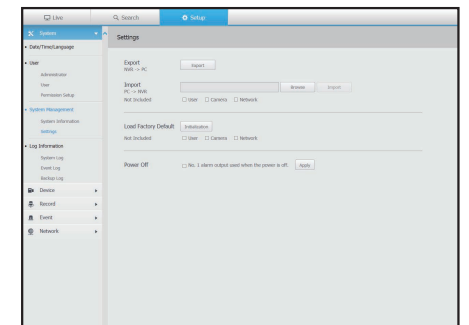 Live
Search
Setup
System
Date/Time/Language
User
Administrator
User
Permission Setup
System Management
System Information
Settings
Log Information
System Log
Event Log
Backup Log
Device
Record
Event
Network
Settings
Export
NVR -> PC
Export
Import
PC -> NVR
Browse
Import
Not Included
User Camera Network
Load Factory Default
Initialization
Not Included
User Camera Network
Power Off
No. 1 alarm output used when the power is off.
Apply